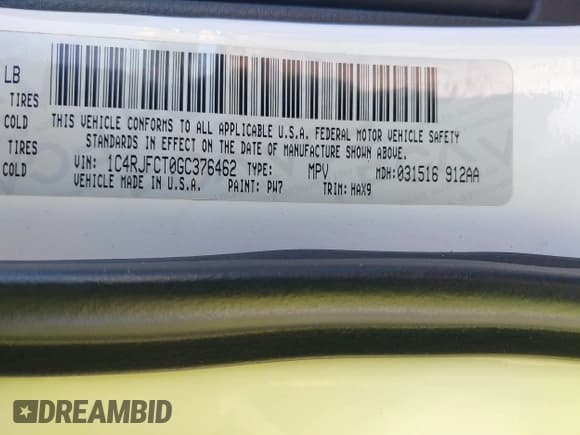 LB
TIRES
COLD
TIRES
COLD
THIS VEHICLE CONFORMS TO ALL APPLICABLE U.S.A. FEDERAL MOTOR VEHICLE SAFETY
STANDARDS IN EFFECT ON THE DATE OF MANUFACTURE SHOWN ABOVE.
VIN: 1C4RJFCT0GC376462 TYPE: MPV MDH:031516 912AA
VEHICLE MADE IN U.S.A. PAINT: PW7 TRIM: HAX9
DREAMBID